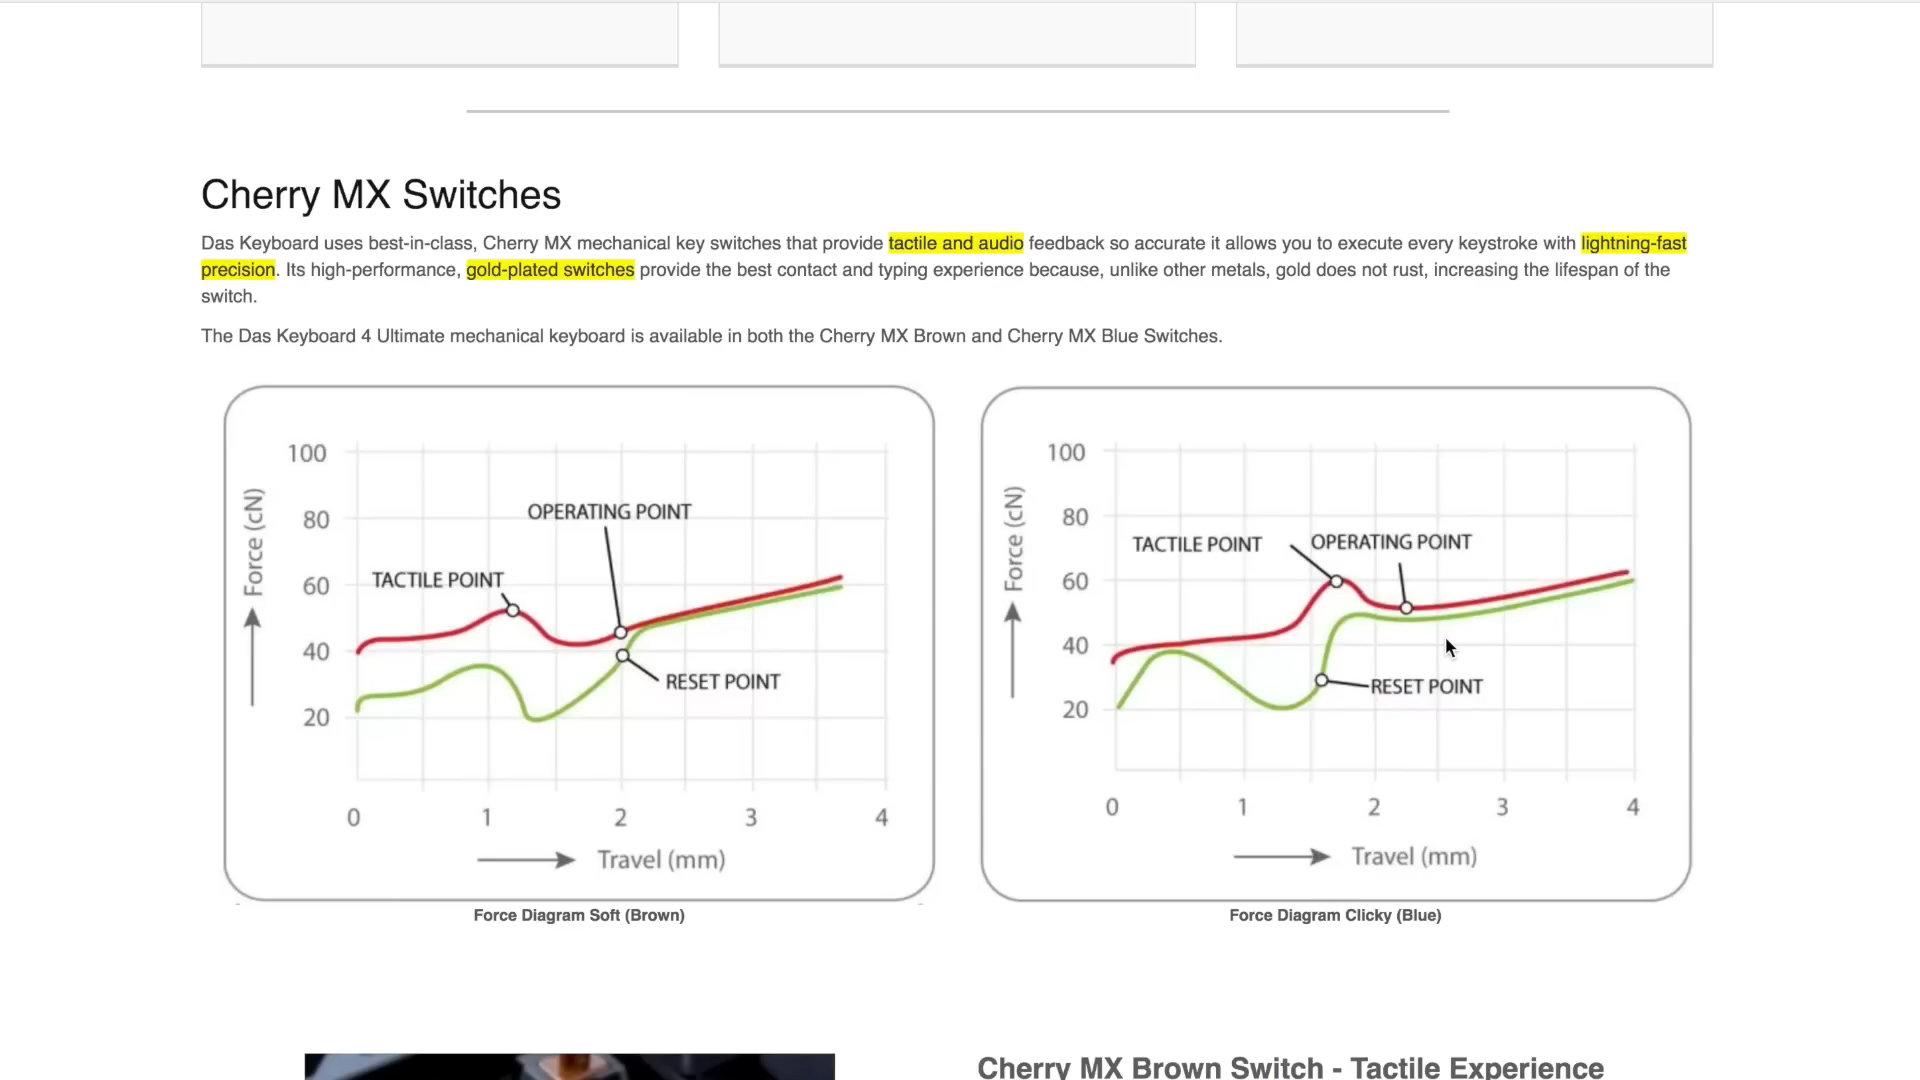 Cherry MX Switches
Das Keyboard uses best-in-class, Cherry MX mechanical key switches that provide tactile and audio feedback so accurate it allows you to execute every keystroke with lightning-fast
precision. Its high-performance, gold-plated switches provide the best contact and typing experience because, unlike other metals, gold does not rust, increasing the lifespan of the
switch.
The Das Keyboard 4 Ultimate mechanical keyboard is available in both the Cherry MX Brown and Cherry MX Blue Switches.
100
80
60
40
20
Force (cN)
OPERATING POINT
TACTILE POINT
RESET POINT
0 1 2 3 4
Travel (mm)
Force Diagram Soft (Brown)
100
80
60
40
20
Force (cN)
TACTILE POINT
OPERATING POINT
RESET POINT
0 1 2 3 4
Travel (mm)
Force Diagram Clicky (Blue)
Cherry MX Brown Switch - Tactile Experience